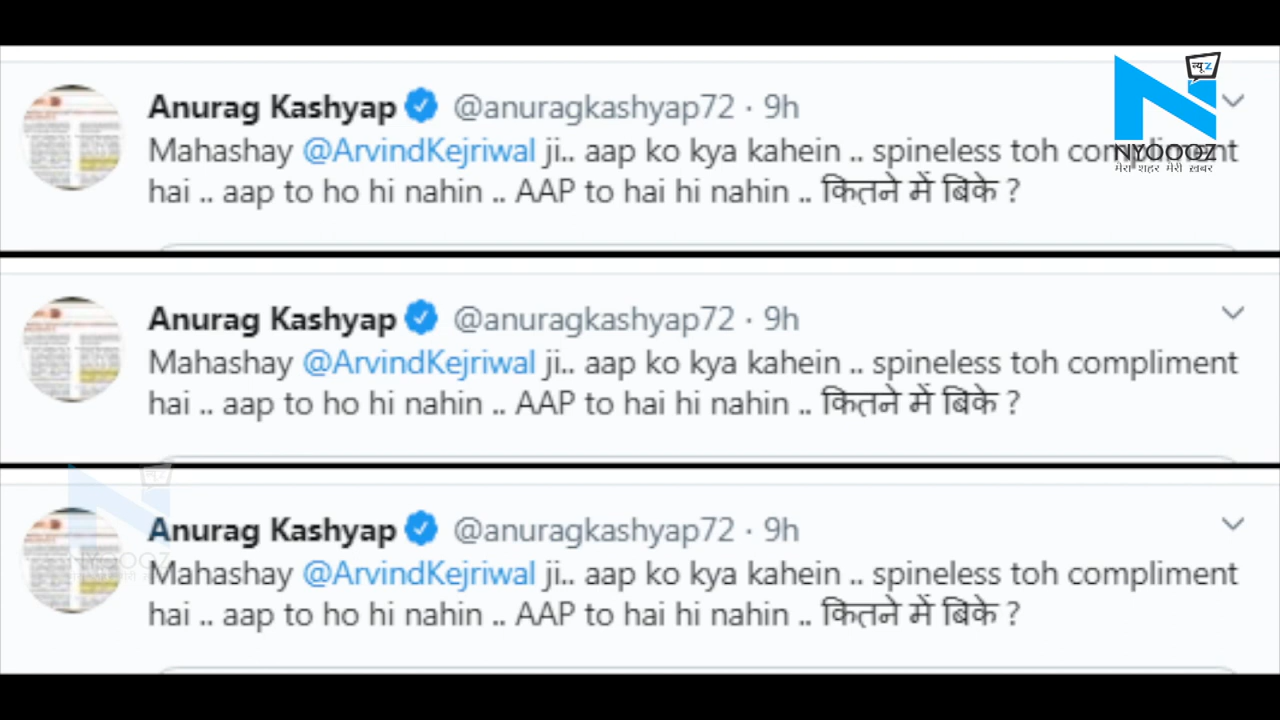 न्यूz
NYOOOZ
मेरा शहर मेरी ख़बर
Anurag Kashyap @anuragkashyap72 · 9h
Mahashay @ArvindKejriwal ji.. aap ko kya kahein .. spineless toh compliment
hai .. aap to ho hi nahin .. AAP to hai hi nahin .. कितने में बिके ?
Anurag Kashyap @anuragkashyap72 · 9h
Mahashay @ArvindKejriwal ji.. aap ko kya kahein .. spineless toh compliment
hai .. aap to ho hi nahin .. AAP to hai hi nahin .. कितने में बिके ?
Anurag Kashyap @anuragkashyap72 · 9h
NYOOOZ
Mahashay @ArvindKejriwal ji.. aap ko kya kahein .. spineless toh compliment
hai .. aap to ho hi nahin .. AAP to hai hi nahin .. कितने में बिके ?